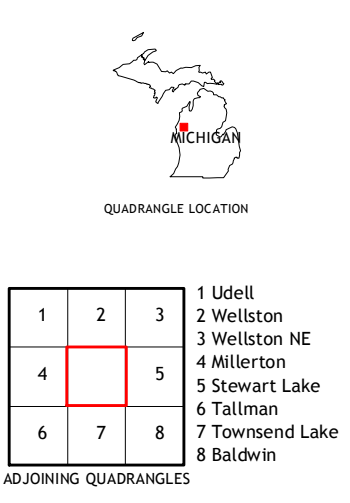 MICHIGAN
QUADRANGLE LOCATION
1 2 3
4 5
6 7 8
1 Udell
2 Wellston
3 Wellston NE
4 Millerton
5 Stewart Lake
6 Tallman
7 Townsend Lake
8 Baldwin
ADJOINING QUADRANGLES